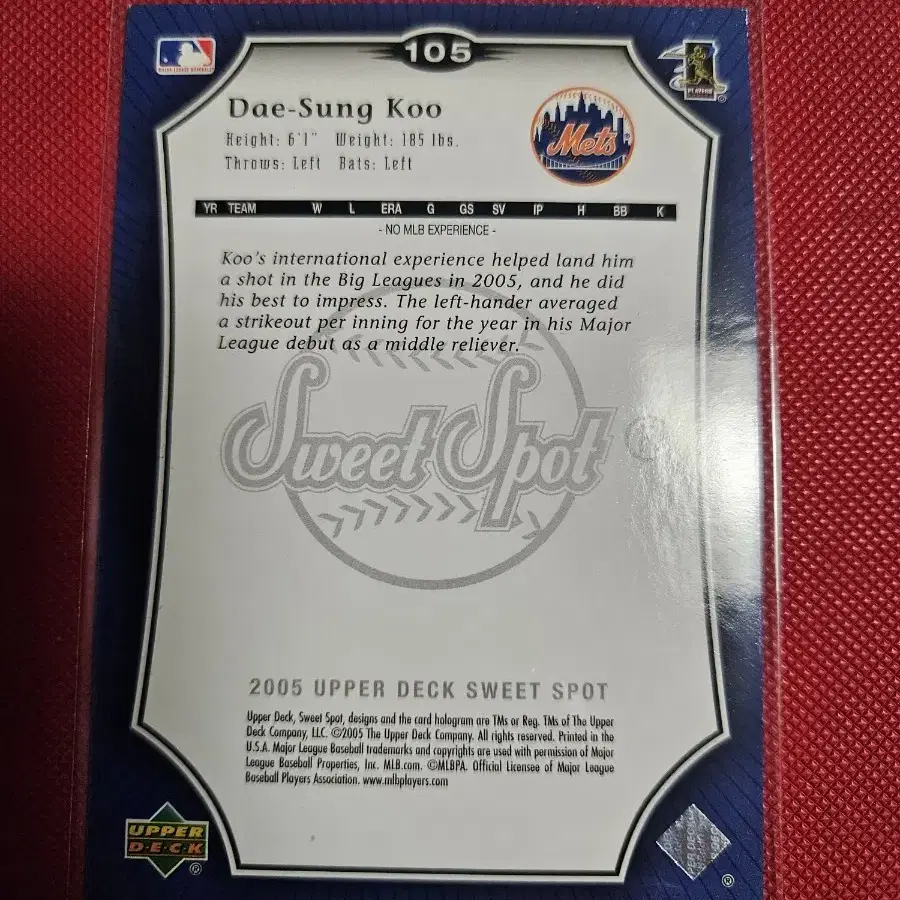 105
MAJOR LEAGUE BASEBALL
PLAYERS
Dae-Sung Koo
Height: 6'1" Weight: 185 lbs.
Throws: Left Bats: Left
Mets
YR TEAM W L ERA G GS SV IP H BB K
- NO MLB EXPERIENCE -
Koo's international experience helped land him
a shot in the Big Leagues in 2005, and he did
his best to impress. The left-hander averaged
a strikeout per inning for the year in his Major
League debut as a middle reliever.
Sweet Spot
2005 UPPER DECK SWEET SPOT
Upper Deck, Sweet Spot, designs and the card hologram are TMs or Reg. TMs of The Upper
Deck Company, LLC. ©2005 The Upper Deck Company. All rights reserved. Printed in the
U.S.A. Major League Baseball trademarks and copyrights are used with permission of Major
League Baseball Properties, Inc. MLB.com. ©MLBPA. Official Licensee of Major League
Baseball Players Association. www.mlbplayers.com
UPPER
D·E·C·K
®
®